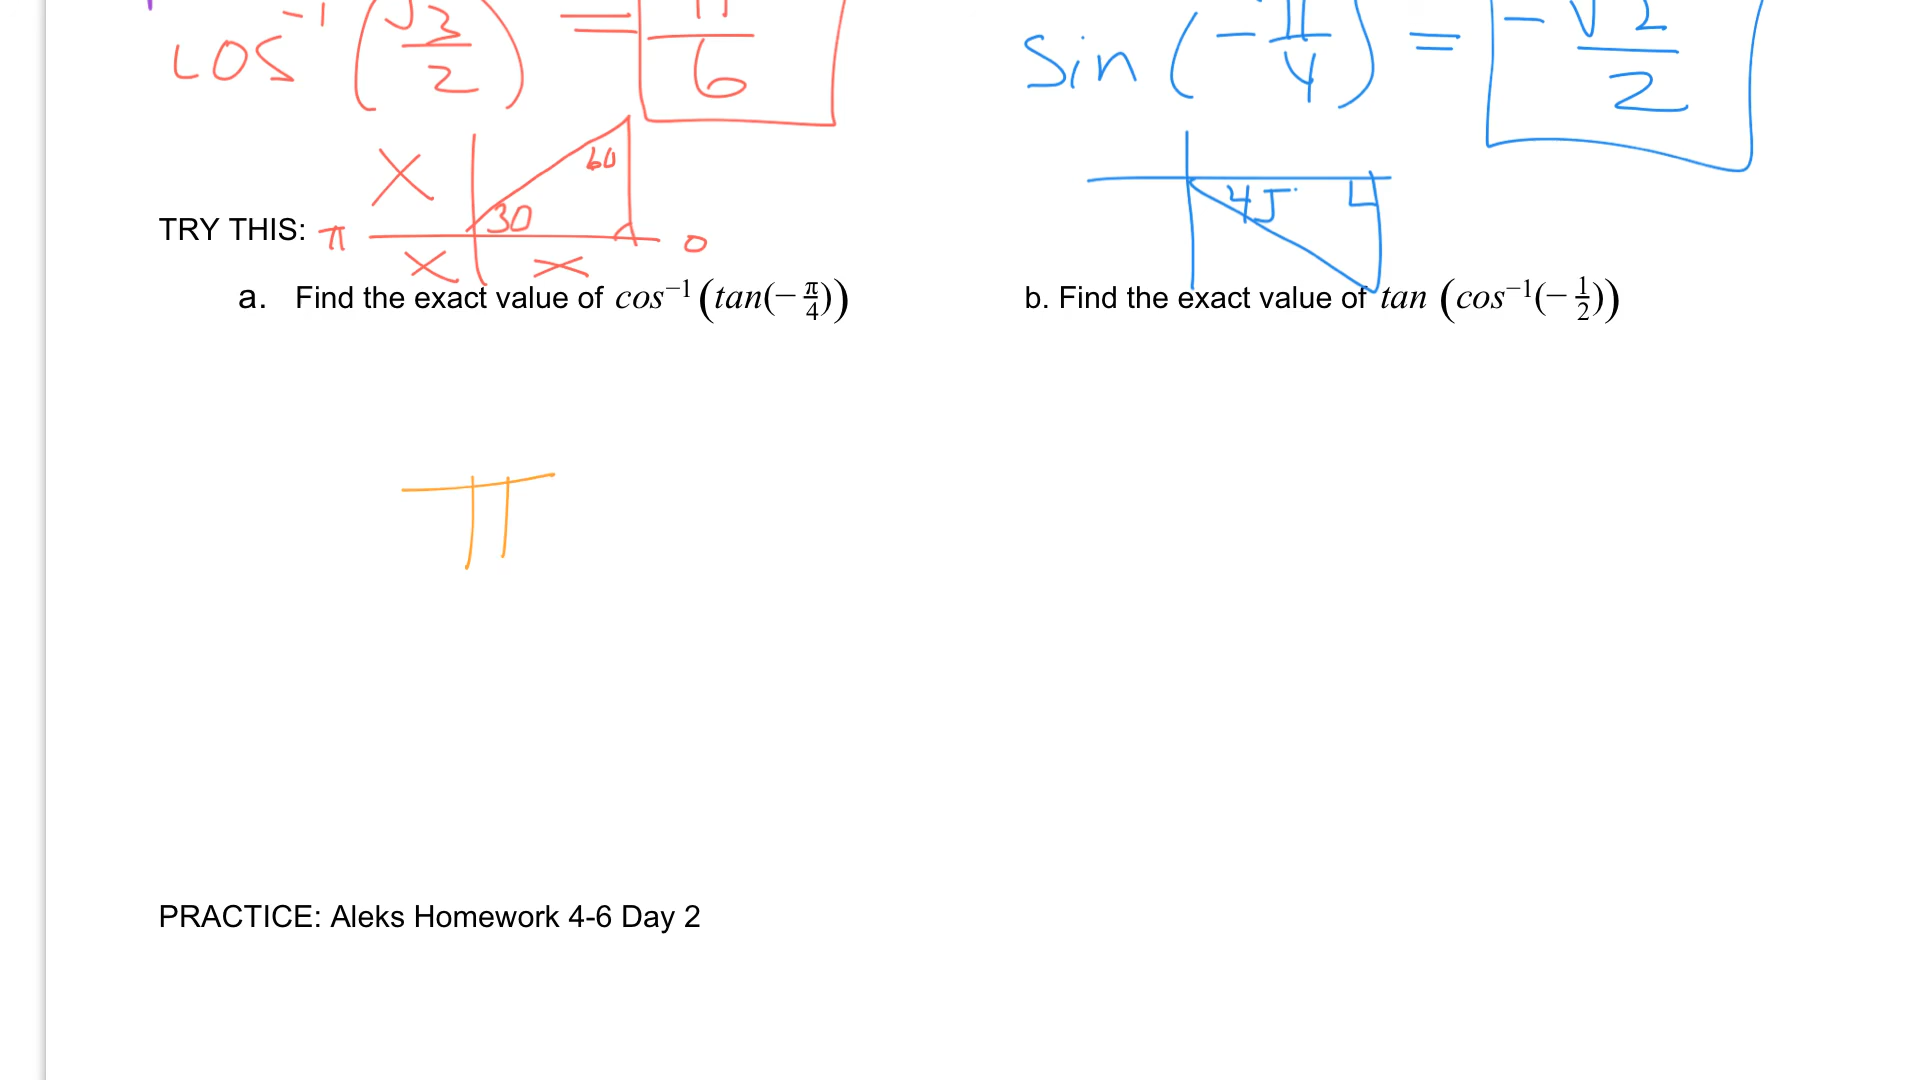 cos⁻¹(√3/2) = π/6
sin(-π/4) = -√2/2
60
30
45°
TRY THIS: π 0
a. Find the exact value of cos⁻¹(tan(−π/4))
b. Find the exact value of tan (cos⁻¹(−1/2))
π
PRACTICE: Aleks Homework 4-6 Day 2